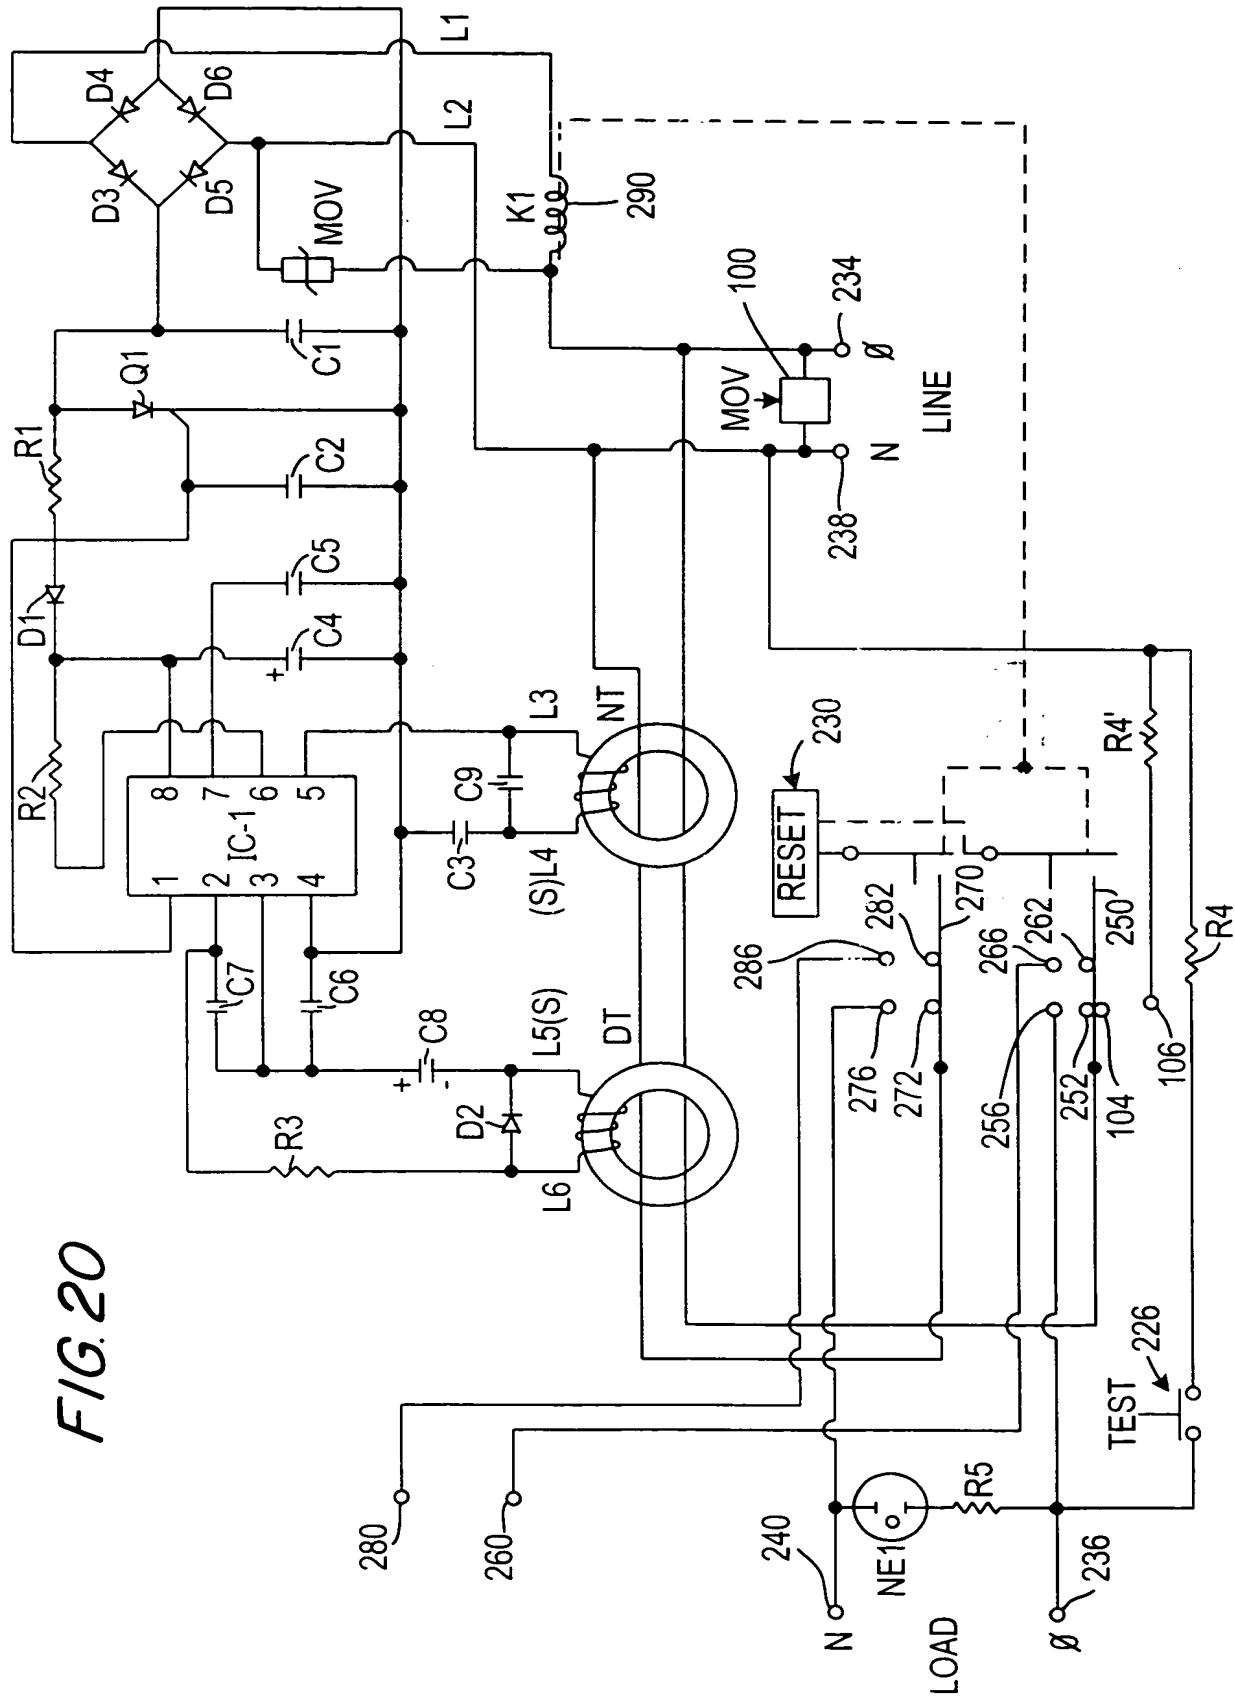 FIG. 20
L1
L2
D4
D6
D3
D5
MOV
K1
290
C1
Q1
R1
C2
D1
C5
C4
+
R2
8
7
6
5
IC-1
1
2
3
4
C7
C6
C3
C9
L3
(S)L4
NT
C8
+
-
L5(S)
DT
D2
R3
L6
100
MOV
234
Ø
LINE
N
238
230
RESET
R4'
R4
286
282
270
266
262
250
276
272
256
252
104
106
TEST
226
280
260
240
N
NE1
R5
LOAD
Ø
236